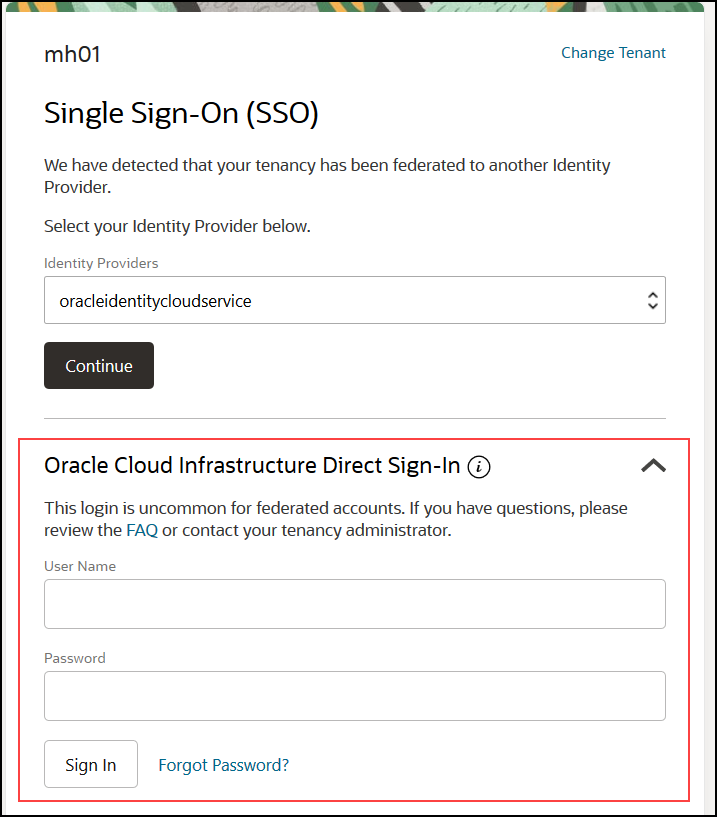 mh01
Change Tenant
Single Sign-On (SSO)
We have detected that your tenancy has been federated to another Identity
Provider.
Select your Identity Provider below.
Identity Providers
oracleidentitycloudservice
Continue
Oracle Cloud Infrastructure Direct Sign-In i
This login is uncommon for federated accounts. If you have questions, please
review the FAQ or contact your tenancy administrator.
User Name
Password
Sign In
Forgot Password?